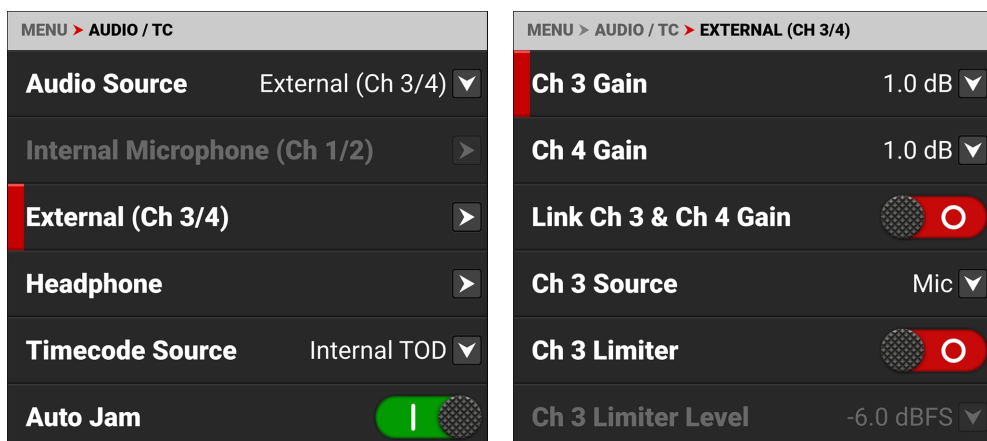 MENU > AUDIO / TC
Audio Source External (Ch 3/4)
Internal Microphone (Ch 1/2)
External (Ch 3/4)
Headphone
Timecode Source Internal TOD
Auto Jam
MENU > AUDIO / TC > EXTERNAL (CH 3/4)
Ch 3 Gain 1.0 dB
Ch 4 Gain 1.0 dB
Link Ch 3 & Ch 4 Gain
Ch 3 Source Mic
Ch 3 Limiter
Ch 3 Limiter Level -6.0 dBFS